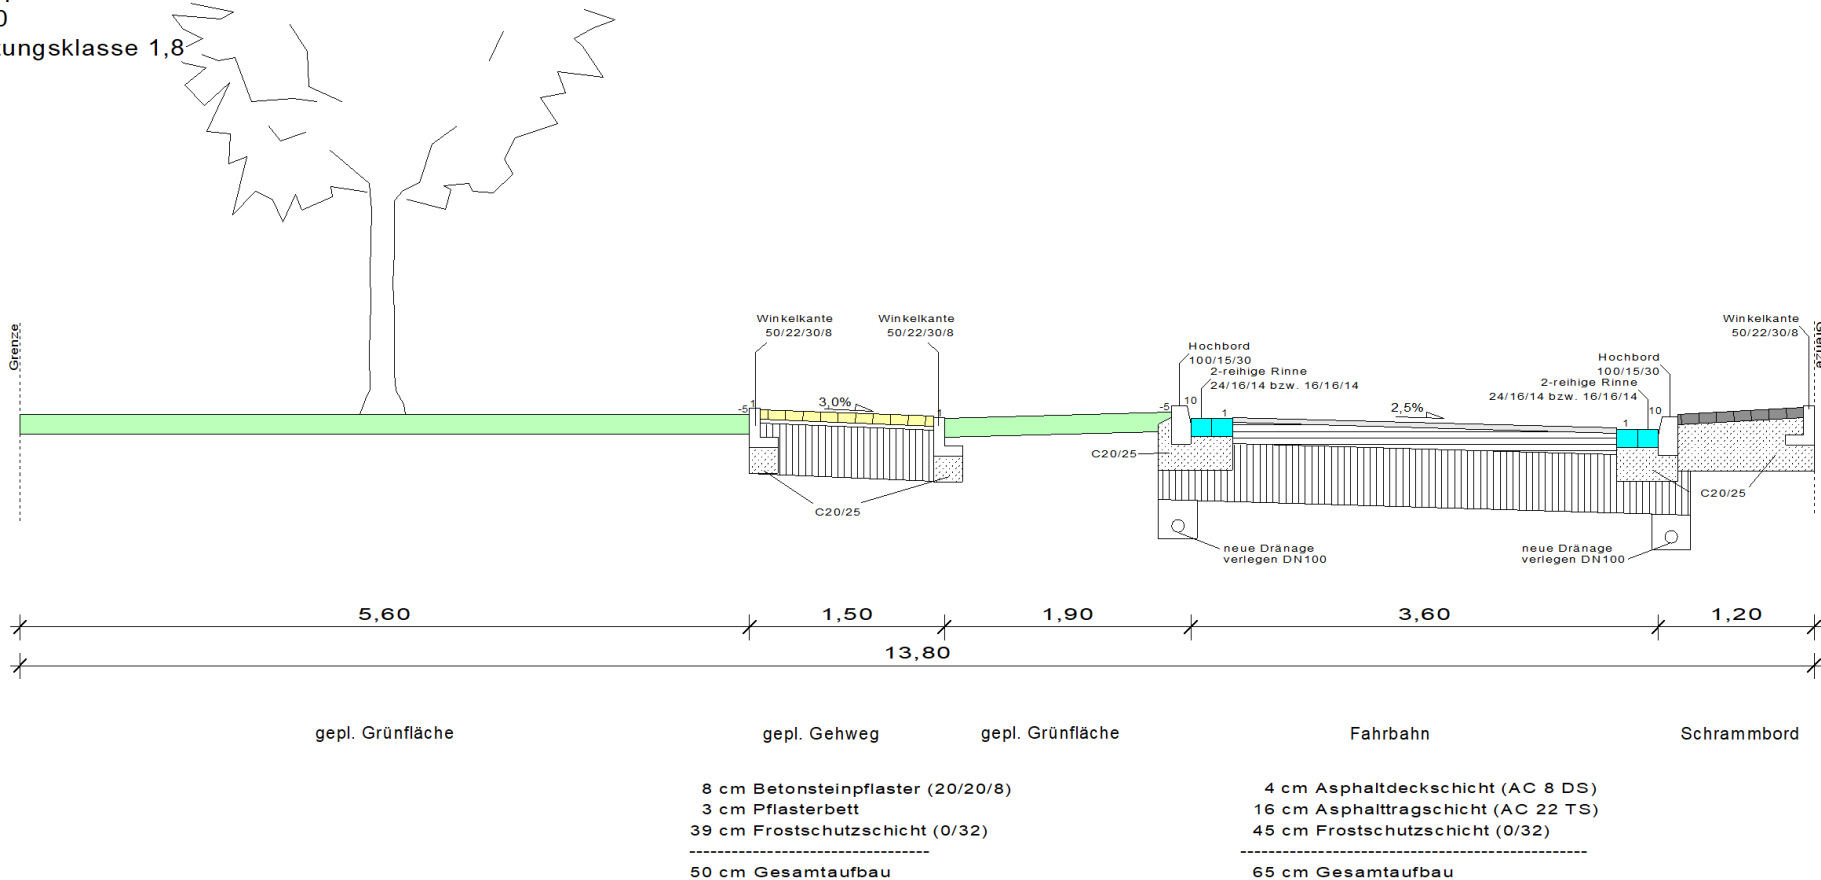 0
tungsklasse 1,8
Grenze
Winkelkante
50/22/30/8
Winkelkante
50/22/30/8
-5
1
3,0%
1
C20/25
Hochbord
100/15/30
2-reihige Rinne
24/16/14 bzw. 16/16/14
-5
10
1
C20/25
2,5%
Hochbord
100/15/30
2-reihige Rinne
24/16/14 bzw. 16/16/14
1
10
Winkelkante
50/22/30/8
Grenze
C20/25
neue Dränage
verlegen DN100
neue Dränage
verlegen DN100
5,60
1,50
1,90
3,60
1,20
13,80
gepl. Grünfläche
gepl. Gehweg
gepl. Grünfläche
Fahrbahn
Schrammbord
8 cm Betonsteinpflaster (20/20/8)
3 cm Pflasterbett
39 cm Frostschutzschicht (0/32)
---------------------------------
50 cm Gesamtaufbau
4 cm Asphaltdeckschicht (AC 8 DS)
16 cm Asphalttragschicht (AC 22 TS)
45 cm Frostschutzschicht (0/32)
------------------------------------------------
65 cm Gesamtaufbau